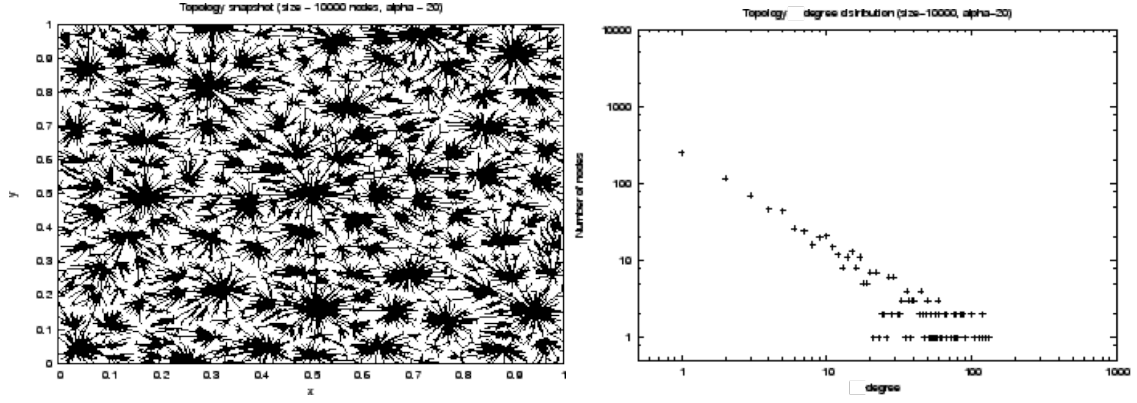 Topology snapshot (size - 10000 nodes, alpha - 20)
1
0.9
0.8
0.7
0.6
0.5
0.4
0.3
0.2
0.1
0
y
0 0.1 0.2 0.3 0.4 0.5 0.6 0.7 0.8 0.9 1
x
Topology degree distribution (size-10000, alpha-20)
10000
1000
100
10
1
Number of nodes
1 10 100 1000
degree